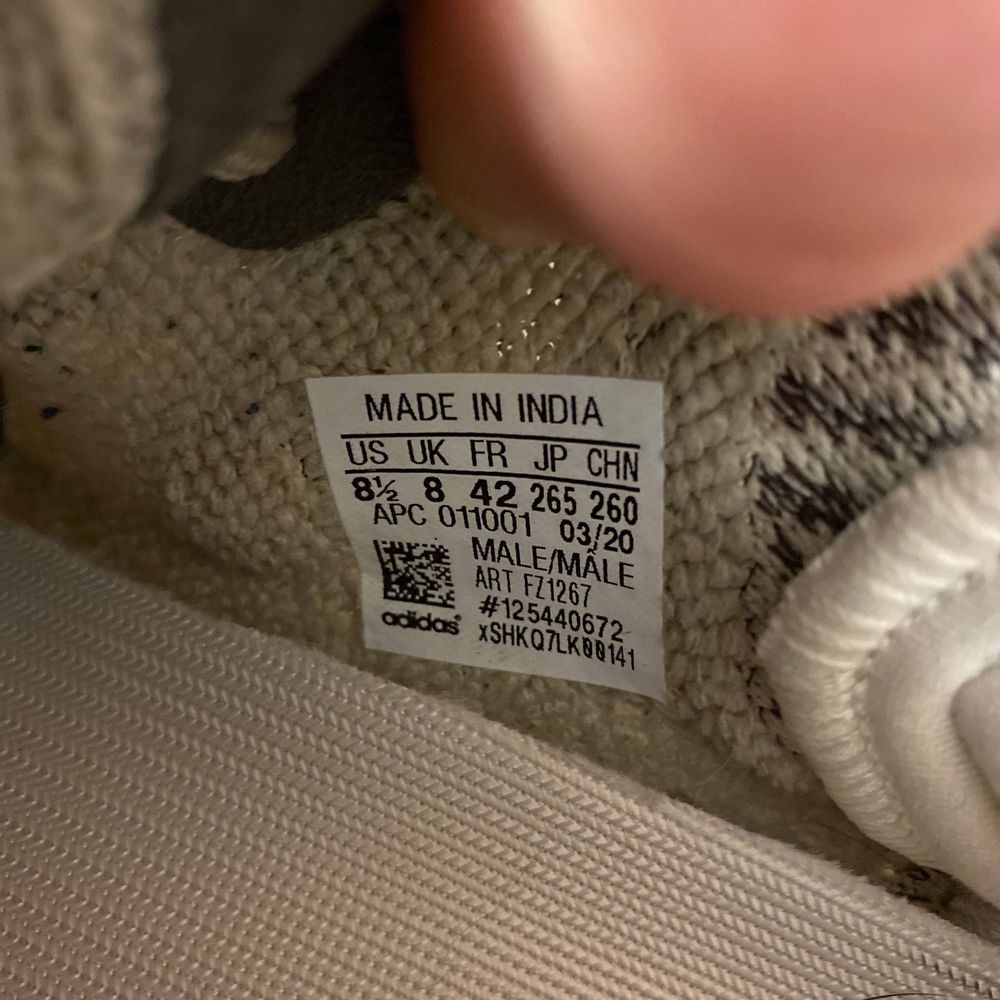 MADE IN INDIA
US UK FR JP CHN
8½ 8 42 265 260
APC 011001 03/20
MALE/MÂLE
ART FZ1267
#125440672
xSHKQ7LK00141
adidas®